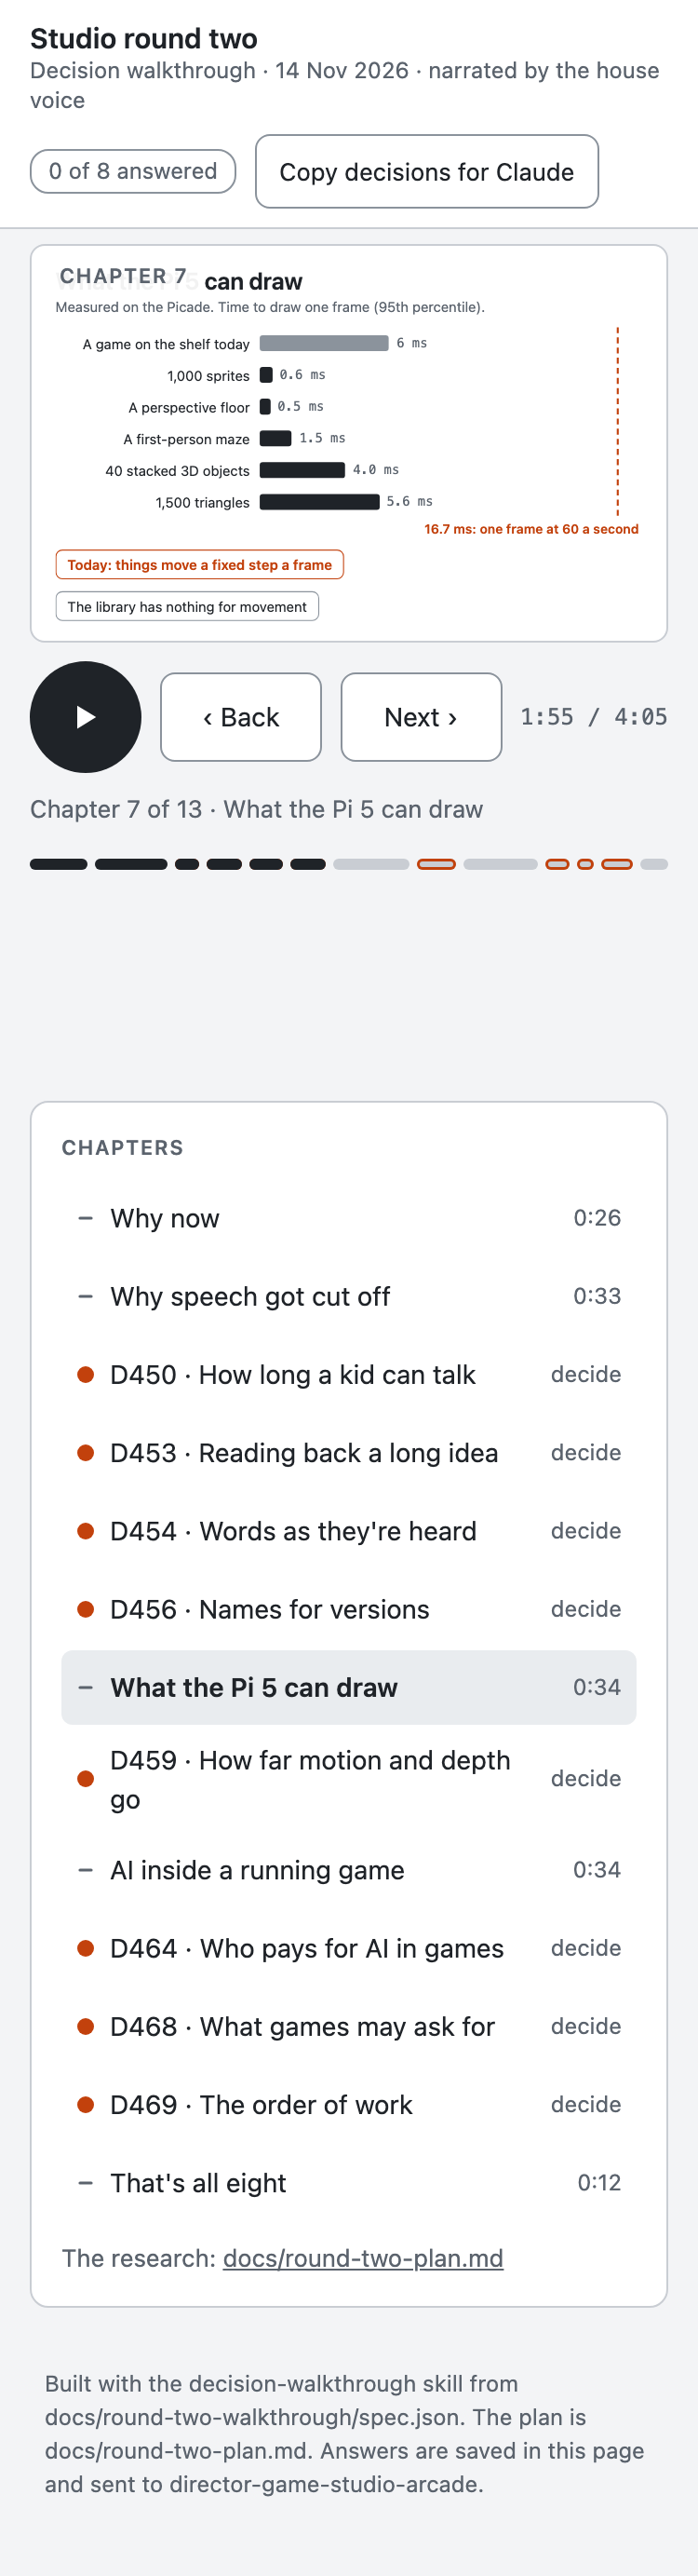 Studio round two
Decision walkthrough · 14 Nov 2026 · narrated by the house
voice
0 of 8 answered
Copy decisions for Claude
CHAPTER 7
can draw
Measured on the Picade. Time to draw one frame (95th percentile).
A game on the shelf today 6 ms
1,000 sprites 0.6 ms
A perspective floor 0.5 ms
A first-person maze 1.5 ms
40 stacked 3D objects 4.0 ms
1,500 triangles 5.6 ms
16.7 ms: one frame at 60 a second
Today: things move a fixed step a frame
The library has nothing for movement
‹ Back
Next ›
1:55 / 4:05
Chapter 7 of 13 · What the Pi 5 can draw
CHAPTERS
– Why now 0:26
– Why speech got cut off 0:33
D450 · How long a kid can talk decide
D453 · Reading back a long idea decide
D454 · Words as they're heard decide
D456 · Names for versions decide
– What the Pi 5 can draw 0:34
D459 · How far motion and depth
go decide
– AI inside a running game 0:34
D464 · Who pays for AI in games decide
D468 · What games may ask for decide
D469 · The order of work decide
– That's all eight 0:12
The research: docs/round-two-plan.md
Built with the decision-walkthrough skill from
docs/round-two-walkthrough/spec.json. The plan is
docs/round-two-plan.md. Answers are saved in this page
and sent to director-game-studio-arcade.